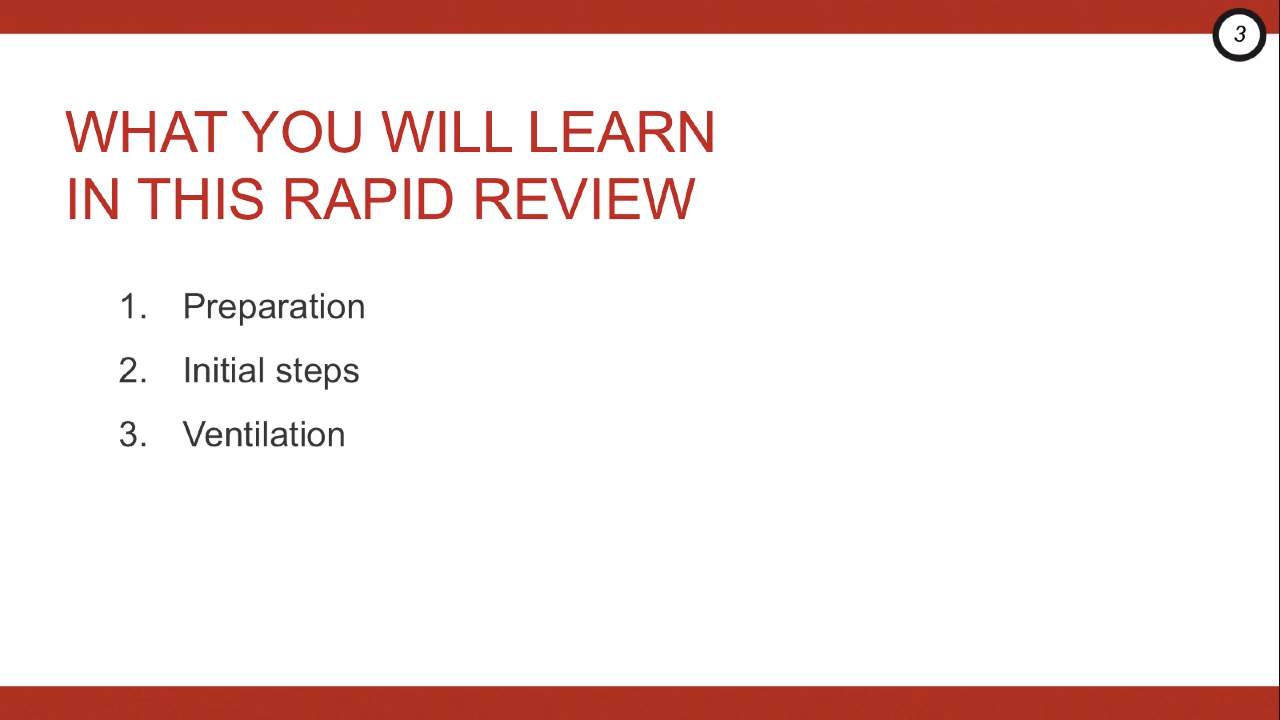 3
WHAT YOU WILL LEARN
IN THIS RAPID REVIEW
1. Preparation
2. Initial steps
3. Ventilation